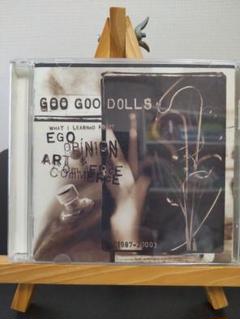 GOO GOO DOLLS
WHAT I LEARNED ABOUT
EGO
OPINION
ART &
COMMERCE
(1987-2000)